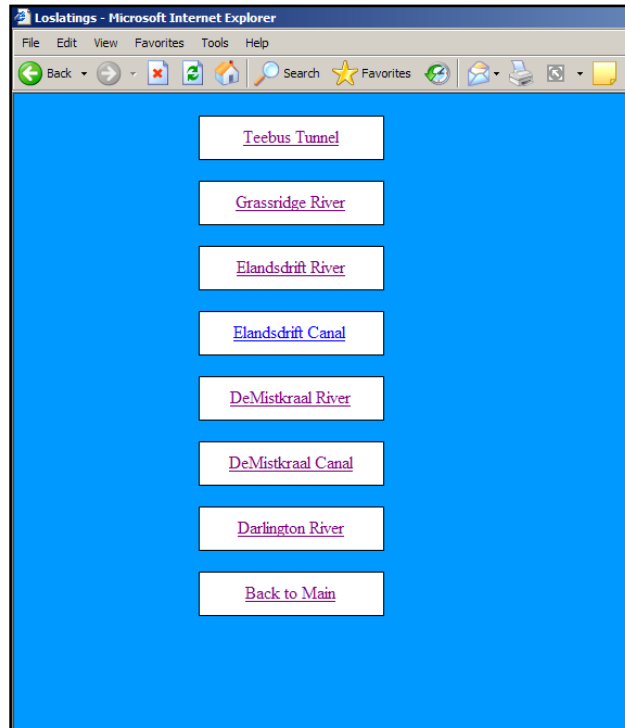 Loslatings - Microsoft Internet Explorer
File Edit View Favorites Tools Help
Back Search Favorites
Teebus Tunnel
Grassridge River
Elandsdrift River
Elandsdrift Canal
DeMistkraal River
DeMistkraal Canal
Darlington River
Back to Main